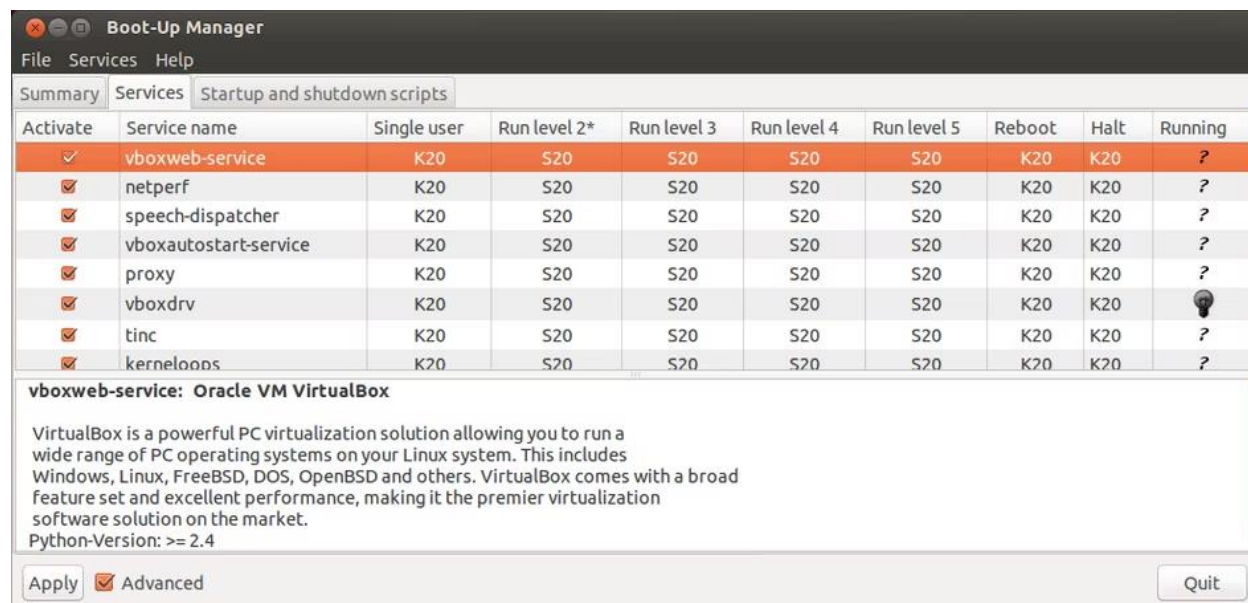 Boot-Up Manager
File Services Help
Summary Services Startup and shutdown scripts
Activate Service name Single user Run level 2* Run level 3 Run level 4 Run level 5 Reboot Halt Running
vboxweb-service K20 S20 S20 S20 S20 K20 K20 ?
netperf K20 S20 S20 S20 S20 K20 K20 ?
speech-dispatcher K20 S20 S20 S20 S20 K20 K20 ?
vboxautostart-service K20 S20 S20 S20 S20 K20 K20 ?
proxy K20 S20 S20 S20 S20 K20 K20 ?
vboxdrv K20 S20 S20 S20 S20 K20 K20
tinc K20 S20 S20 S20 S20 K20 K20 ?
kerneloops K20 S20 S20 S20 S20 K20 K20 ?
vboxweb-service: Oracle VM VirtualBox
VirtualBox is a powerful PC virtualization solution allowing you to run a
wide range of PC operating systems on your Linux system. This includes
Windows, Linux, FreeBSD, DOS, OpenBSD and others. VirtualBox comes with a broad
feature set and excellent performance, making it the premier virtualization
software solution on the market.
Python-Version: >= 2.4
Apply Advanced Quit